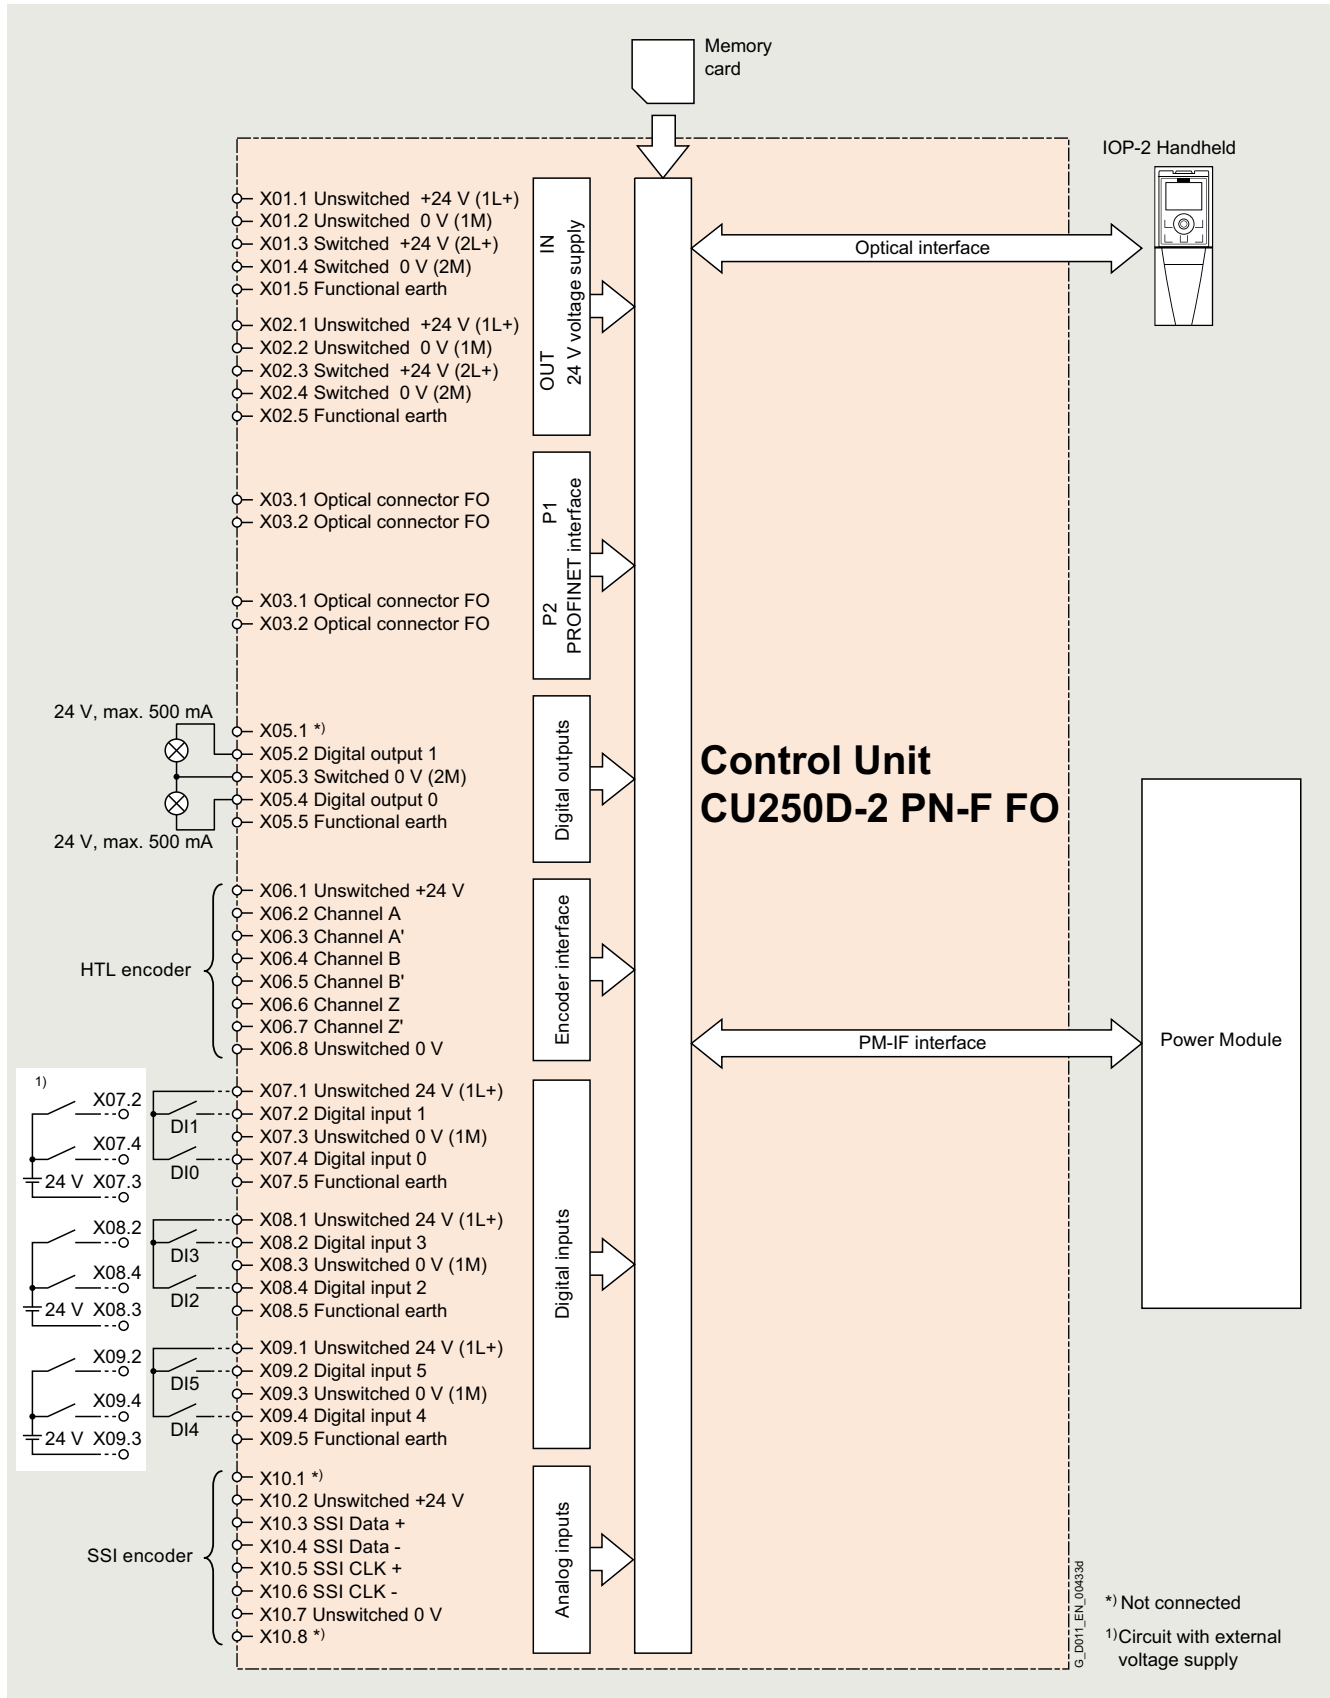 Memory
card
IOP-2 Handheld
X01.1 Unswitched +24 V (1L+)
X01.2 Unswitched 0 V (1M)
X01.3 Switched +24 V (2L+)
X01.4 Switched 0 V (2M)
X01.5 Functional earth
X02.1 Unswitched +24 V (1L+)
X02.2 Unswitched 0 V (1M)
X02.3 Switched +24 V (2L+)
X02.4 Switched 0 V (2M)
X02.5 Functional earth
IN
OUT
24 V voltage supply
Optical interface
X03.1 Optical connector FO
X03.2 Optical connector FO
X03.1 Optical connector FO
X03.2 Optical connector FO
P1
P2
PROFINET interface
24 V, max. 500 mA
X05.1 *)
X05.2 Digital output 1
X05.3 Switched 0 V (2M)
X05.4 Digital output 0
X05.5 Functional earth
24 V, max. 500 mA
Digital outputs
Control Unit
CU250D-2 PN-F FO
HTL encoder
X06.1 Unswitched +24 V
X06.2 Channel A
X06.3 Channel A'
X06.4 Channel B
X06.5 Channel B'
X06.6 Channel Z
X06.7 Channel Z'
X06.8 Unswitched 0 V
Encoder interface
PM-IF interface
Power Module
1)
X07.2
X07.4
24 V X07.3
DI1
DI0
X07.1 Unswitched 24 V (1L+)
X07.2 Digital input 1
X07.3 Unswitched 0 V (1M)
X07.4 Digital input 0
X07.5 Functional earth
X08.2
X08.4
24 V X08.3
DI3
DI2
X08.1 Unswitched 24 V (1L+)
X08.2 Digital input 3
X08.3 Unswitched 0 V (1M)
X08.4 Digital input 2
X08.5 Functional earth
X09.2
X09.4
24 V X09.3
DI5
DI4
X09.1 Unswitched 24 V (1L+)
X09.2 Digital input 5
X09.3 Unswitched 0 V (1M)
X09.4 Digital input 4
X09.5 Functional earth
Digital inputs
SSI encoder
X10.1 *)
X10.2 Unswitched +24 V
X10.3 SSI Data +
X10.4 SSI Data -
X10.5 SSI CLK +
X10.6 SSI CLK -
X10.7 Unswitched 0 V
X10.8 *)
Analog inputs
G_D011_EN_00433d
*) Not connected
1)Circuit with external
voltage supply